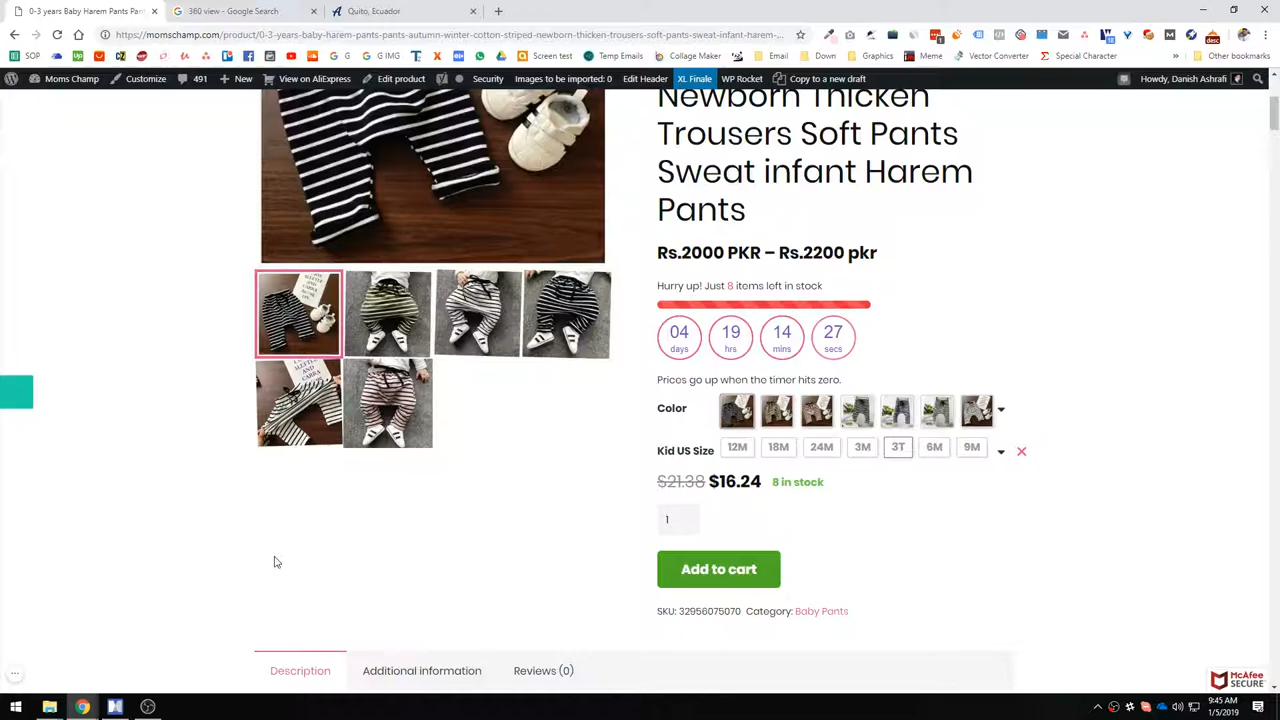 0-3 years Baby Harem Pants Pan
360 view - Google Search
Quito, Ecuador
https://momschamp.com/product/0-3-years-baby-harem-pants-pants-autumn-winter-cotton-striped-newborn-thicken-trousers-soft-pants-sweat-infant-harem-...
SOP
G
G IMG
Screen test
Temp Emails
Collage Maker
Email
Down
Graphics
Meme
Vector Converter
Special Character
Other bookmarks
Moms Champ
Customize
491
New
View on AliExpress
Edit product
Security
Images to be imported: 0
Edit Header
XL Finale
WP Rocket
Copy to a new draft
Howdy, Danish Ashrafi
Newborn Thicken
Trousers Soft Pants
Sweat infant Harem
Pants
Rs.2000 PKR – Rs.2200 pkr
Hurry up! Just 8 items left in stock
04 19 14 27
days hrs mins secs
Prices go up when the timer hits zero.
Color
Kid US Size 12M 18M 24M 3M 3T 6M 9M
$21.38 $16.24 8 in stock
1
Add to cart
SKU: 32956075070 Category: Baby Pants
Description
Additional information
Reviews (0)
McAfee
SECURE
9:45 AM
1/5/2019